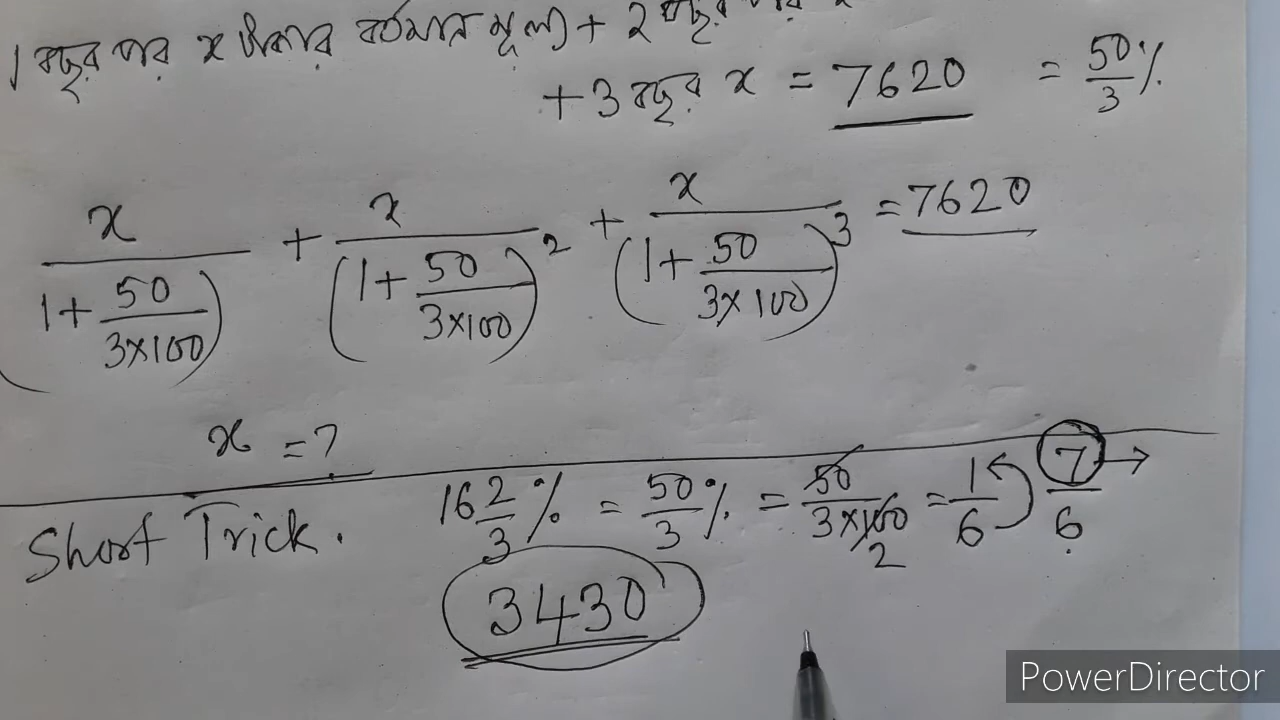 1 বছর পর x টাকার বর্তমান মূল্য + 2 বছর পর x
+ 3 বছর x = 7620 = 50/3 %
x/(1+50/(3×100)) + x/(1+50/(3×100))^2 + x/(1+50/(3×100))^3 = 7620
x = ?
Short Trick. 16 2/3 % = 50/3 % = 50/(3×100) 2 = 1/6 7/6
3430
PowerDirector